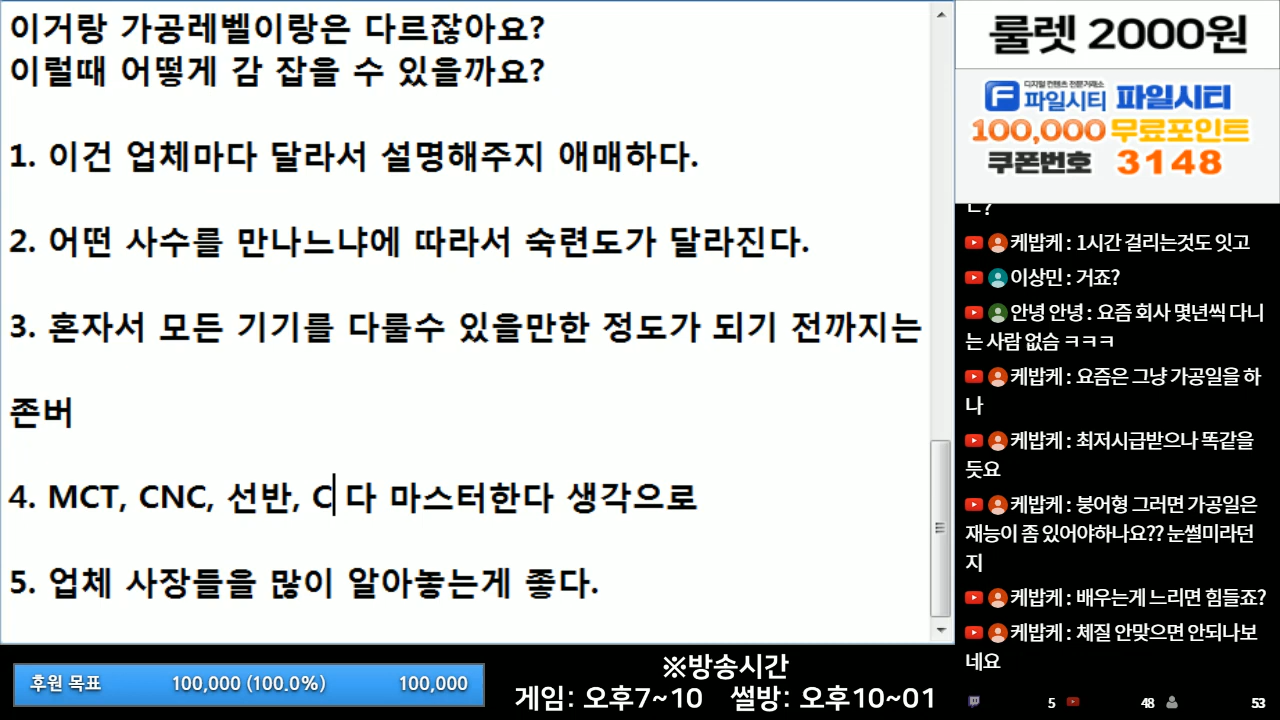 이거랑 가공레벨이랑은 다르잖아요?
이럴때 어떻게 감 잡을 수 있을까요?
1. 이건 업체마다 달라서 설명해주지 애매하다.
2. 어떤 사수를 만나느냐에 따라서 숙련도가 달라진다.
3. 혼자서 모든 기기를 다룰수 있을만한 정도가 되기 전까지는
존버
4. MCT, CNC, 선반, C 다 마스터한다 생각으로
5. 업체 사장들을 많이 알아놓는게 좋다.
룰렛 2000원
디지털 컨텐츠 전문거래소
파일시티 파일시티
100,000 무료포인트
쿠폰번호 3148
케밥케 : 1시간 걸리는것도 잇고
이상민 : 거죠?
안녕 안녕 : 요즘 회사 몇년씩 다니
는 사람 없슴 ㅋㅋㅋ
케밥케 : 요즘은 그냥 가공일을 하
나
케밥케 : 최저시급받으나 똑같을
듯요
케밥케 : 붕어형 그러면 가공일은
재능이 좀 있어야하나요?? 눈썰미라던
지
케밥케 : 배우는게 느리면 힘들죠?
케밥케 : 체질 안맞으면 안되나보
네요
후원 목표 100,000 (100.0%) 100,000
※방송시간
게임: 오후7~10 썰방: 오후10~01
5 48 53